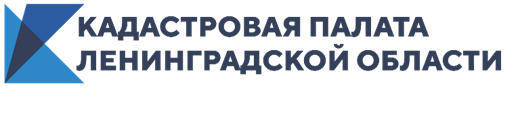 КАДАСТРОВАЯ ПАЛАТА
ЛЕНИНГРАДСКОЙ ОБЛАСТИ